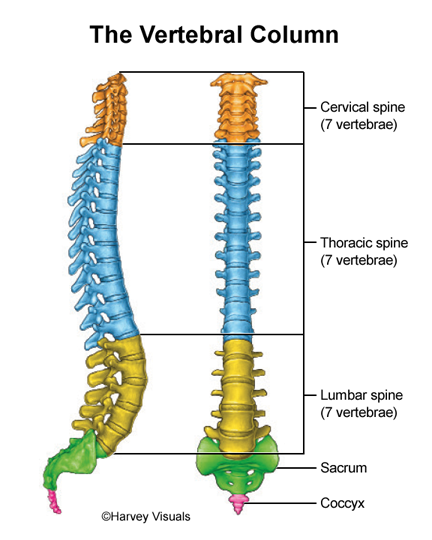 The Vertebral Column
Cervical spine
(7 vertebrae)
Thoracic spine
(7 vertebrae)
Lumbar spine
(7 vertebrae)
Sacrum
Coccyx
©Harvey Visuals